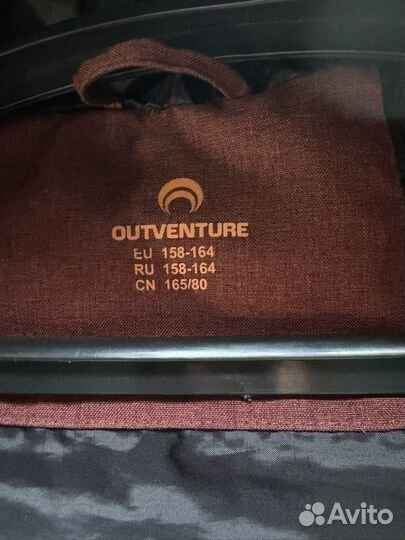 OUTVENTURE
EU 158-164
RU 158-164
CN 165/80
Avito